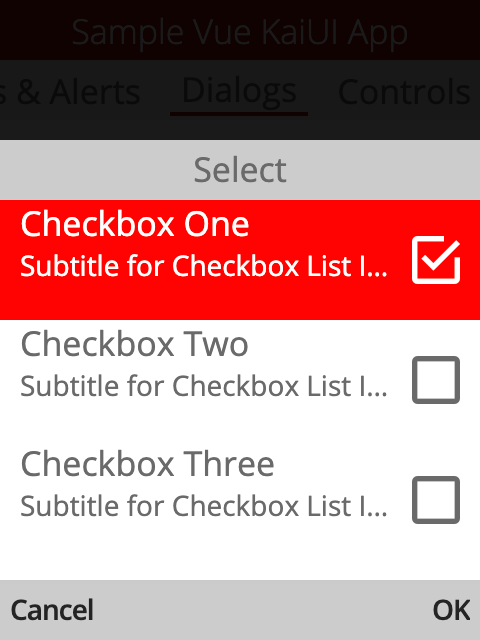 Sample Vue KaiUI App
s & Alerts Dialogs Controls
Select
Checkbox One
Subtitle for Checkbox List I...
Checkbox Two
Subtitle for Checkbox List I...
Checkbox Three
Subtitle for Checkbox List I...
Cancel OK